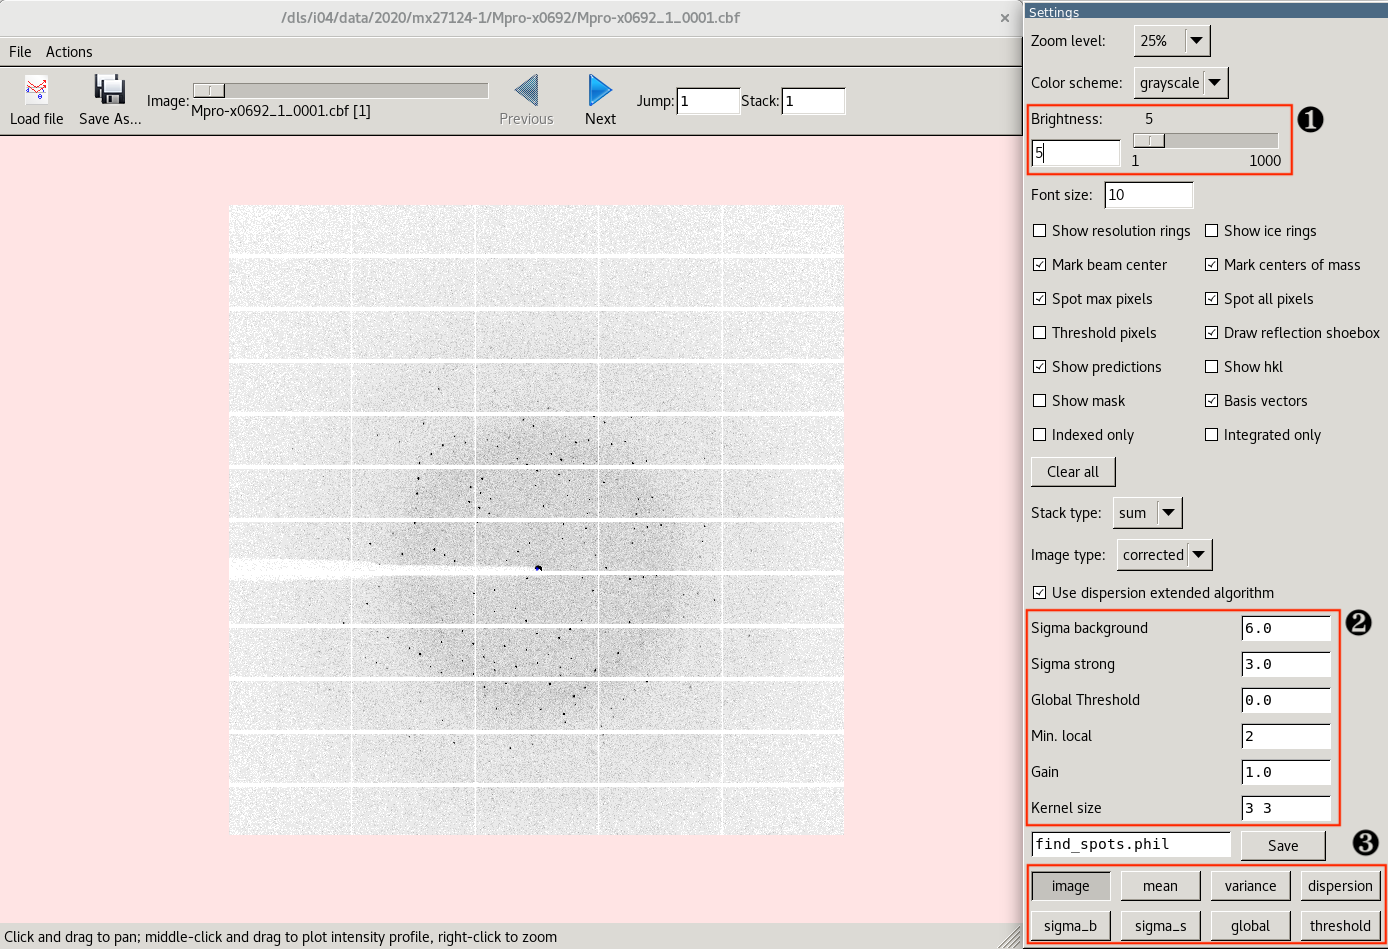 /dls/i04/data/2020/mx27124-1/Mpro-x0692/Mpro-x0692_1_0001.cbf ×
File Actions
Load file Save As... Image: Mpro-x0692_1_0001.cbf [1] Previous Next Jump: 1 Stack: 1
Settings
Zoom level: 25%
Color scheme: grayscale
Brightness: 5 ❶
5
1 1000
Font size: 10
Show resolution rings Show ice rings
Mark beam center Mark centers of mass
Spot max pixels Spot all pixels
Threshold pixels Draw reflection shoebox
Show predictions Show hkl
Show mask Basis vectors
Indexed only Integrated only
Clear all
Stack type: sum
Image type: corrected
Use dispersion extended algorithm
Sigma background 6.0 ❷
Sigma strong 3.0
Global Threshold 0.0
Min. local 2
Gain 1.0
Kernel size 3 3
find_spots.phil Save ❸
image mean variance dispersion
sigma_b sigma_s global threshold
Click and drag to pan; middle-click and drag to plot intensity profile, right-click to zoom